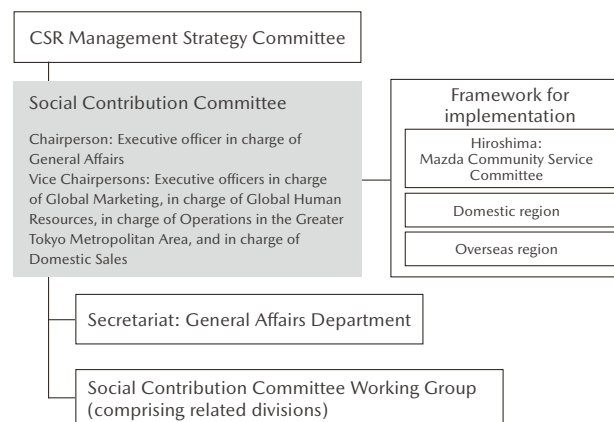 CSR Management Strategy Committee
Social Contribution Committee
Chairperson: Executive officer in charge of
General Affairs
Vice Chairpersons: Executive officers in charge
of Global Marketing, in charge of Global Human
Resources, in charge of Operations in the Greater
Tokyo Metropolitan Area, and in charge of
Domestic Sales
Framework for
implementation
Hiroshima:
Mazda Community Service
Committee
Domestic region
Overseas region
Secretariat: General Affairs Department
Social Contribution Committee Working Group
(comprising related divisions)